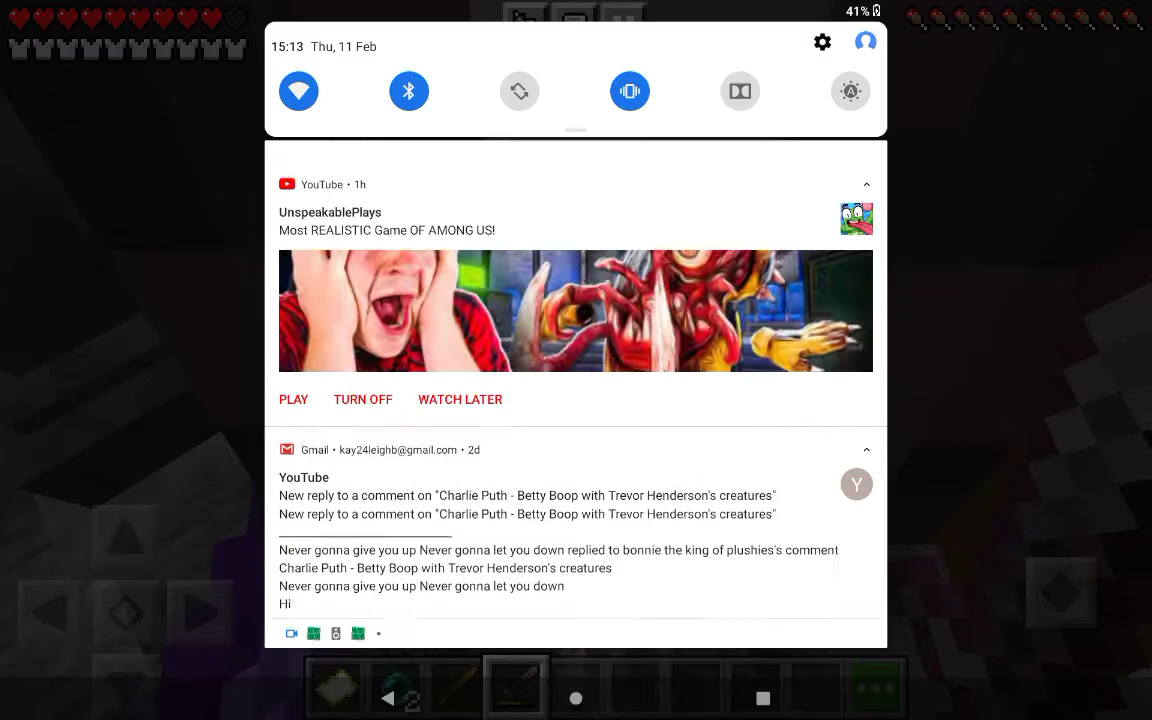 41%
15:13 Thu, 11 Feb
YouTube • 1h
UnspeakablePlays
Most REALISTIC Game OF AMONG US!
PLAY TURN OFF WATCH LATER
Gmail • kay24leighb@gmail.com • 2d
YouTube
Y
New reply to a comment on "Charlie Puth - Betty Boop with Trevor Henderson's creatures"
New reply to a comment on "Charlie Puth - Betty Boop with Trevor Henderson's creatures"
Never gonna give you up Never gonna let you down replied to bonnie the king of plushies's comment
Charlie Puth - Betty Boop with Trevor Henderson's creatures
Never gonna give you up Never gonna let you down
Hi
2